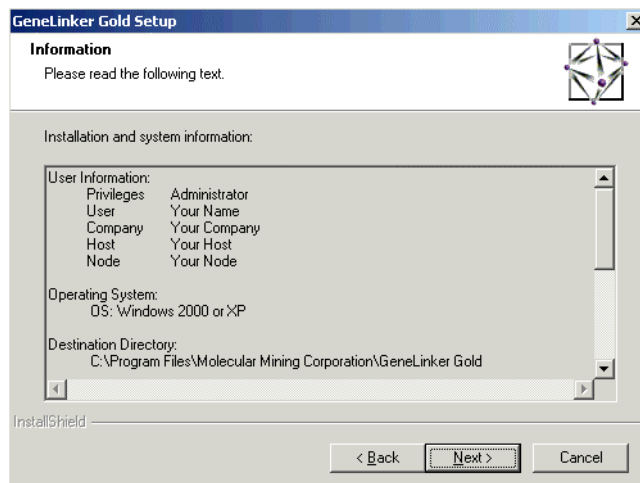 GeneLinker Gold Setup
Information
Please read the following text.
Installation and system information:
User Information:
Privileges Administrator
User Your Name
Company Your Company
Host Your Host
Node Your Node
Operating System:
OS: Windows 2000 or XP
Destination Directory:
C:\Program Files\Molecular Mining Corporation\GeneLinker Gold
InstallShield
< Back Next > Cancel